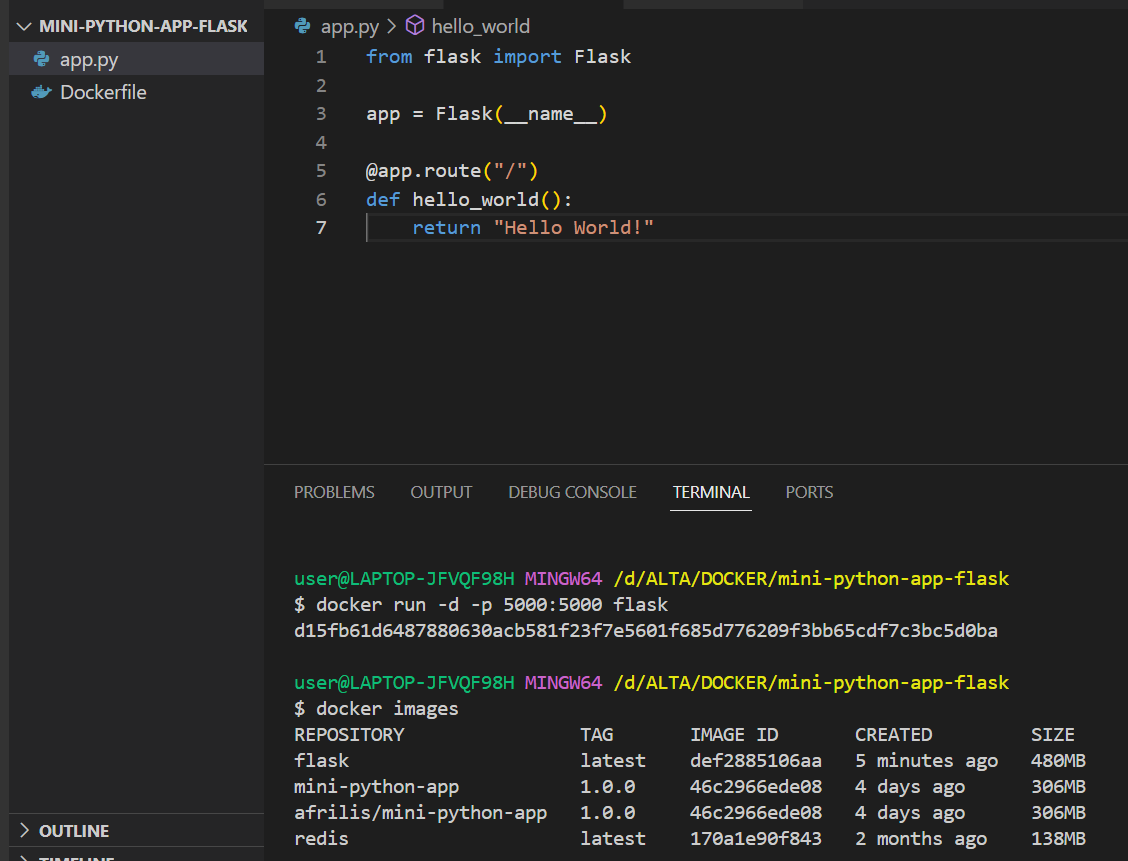 MINI-PYTHON-APP-FLASK
app.py
Dockerfile
OUTLINE
app.py > hello_world
1 from flask import Flask
2
3 app = Flask(__name__)
4
5 @app.route("/")
6 def hello_world():
7     return "Hello World!"
PROBLEMS OUTPUT DEBUG CONSOLE TERMINAL PORTS
user@LAPTOP-JFVQF98H MINGW64 /d/ALTA/DOCKER/mini-python-app-flask
$ docker run -d -p 5000:5000 flask
d15fb61d6487880630acb581f23f7e5601f685d776209f3bb65cdf7c3bc5d0ba
user@LAPTOP-JFVQF98H MINGW64 /d/ALTA/DOCKER/mini-python-app-flask
$ docker images
REPOSITORY TAG IMAGE ID CREATED SIZE
flask latest def2885106aa 5 minutes ago 480MB
mini-python-app 1.0.0 46c2966ede08 4 days ago 306MB
afrilis/mini-python-app 1.0.0 46c2966ede08 4 days ago 306MB
redis latest 170a1e90f843 2 months ago 138MB